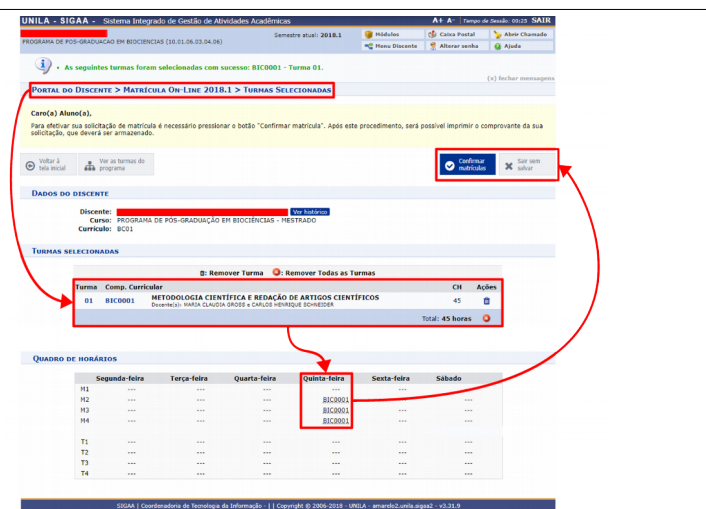 UNILA - SIGAA - Sistema Integrado de Gestão de Atividades Acadêmicas
A+ A- | Tempo de Sessão: 00:25 SAIR
PROGRAMA DE PÓS-GRADUACAO EM BIOCIENCIAS (10.01.06.03.04.06)
Semestre atual: 2018.1
Módulos Caixa Postal Abrir Chamado
Menu Discente Alterar senha Ajuda
• As seguintes turmas foram selecionadas com sucesso: BIC0001 - Turma 01.
(x) fechar mensagens
PORTAL DO DISCENTE > MATRÍCULA ON-LINE 2018.1 > TURMAS SELECIONADAS
Caro(a) Aluno(a),
Para efetivar sua solicitação de matrícula é necessário pressionar o botão "Confirmar matrícula". Após este procedimento, será possível imprimir o comprovante da sua
solicitação, que deverá ser armazenado.
Voltar à tela inicial
Ver as turmas do programa
Confirmar matrículas
Sair sem salvar
DADOS DO DISCENTE
Discente: Ver histórico
Curso: PROGRAMA DE PÓS-GRADUAÇÃO EM BIOCIÊNCIAS - MESTRADO
Currículo: BC01
TURMAS SELECIONADAS
: Remover Turma : Remover Todas as Turmas
Turma Comp. Curricular CH Ações
01 BIC0001 METODOLOGIA CIENTÍFICA E REDAÇÃO DE ARTIGOS CIENTÍFICOS 45
Docente(s): MARIA CLAUDIA GROSS e CARLOS HENRIQUE SCHNEIDER
Total: 45 horas
QUADRO DE HORÁRIOS
Segunda-feira Terça-feira Quarta-feira Quinta-feira Sexta-feira Sábado
M1 --- --- --- --- --- ---
M2 --- --- --- BIC0001 --- ---
M3 --- --- --- BIC0001 --- ---
M4 --- --- --- BIC0001 --- ---
T1 --- --- --- --- --- ---
T2 --- --- --- --- --- ---
T3 --- --- --- --- --- ---
T4 --- --- --- --- --- ---
SIGAA | Coordenadoria de Tecnologia da Informação - | | Copyright © 2006-2018 - UNILA - amarelo2.unila.sigaa2 - v3.31.9